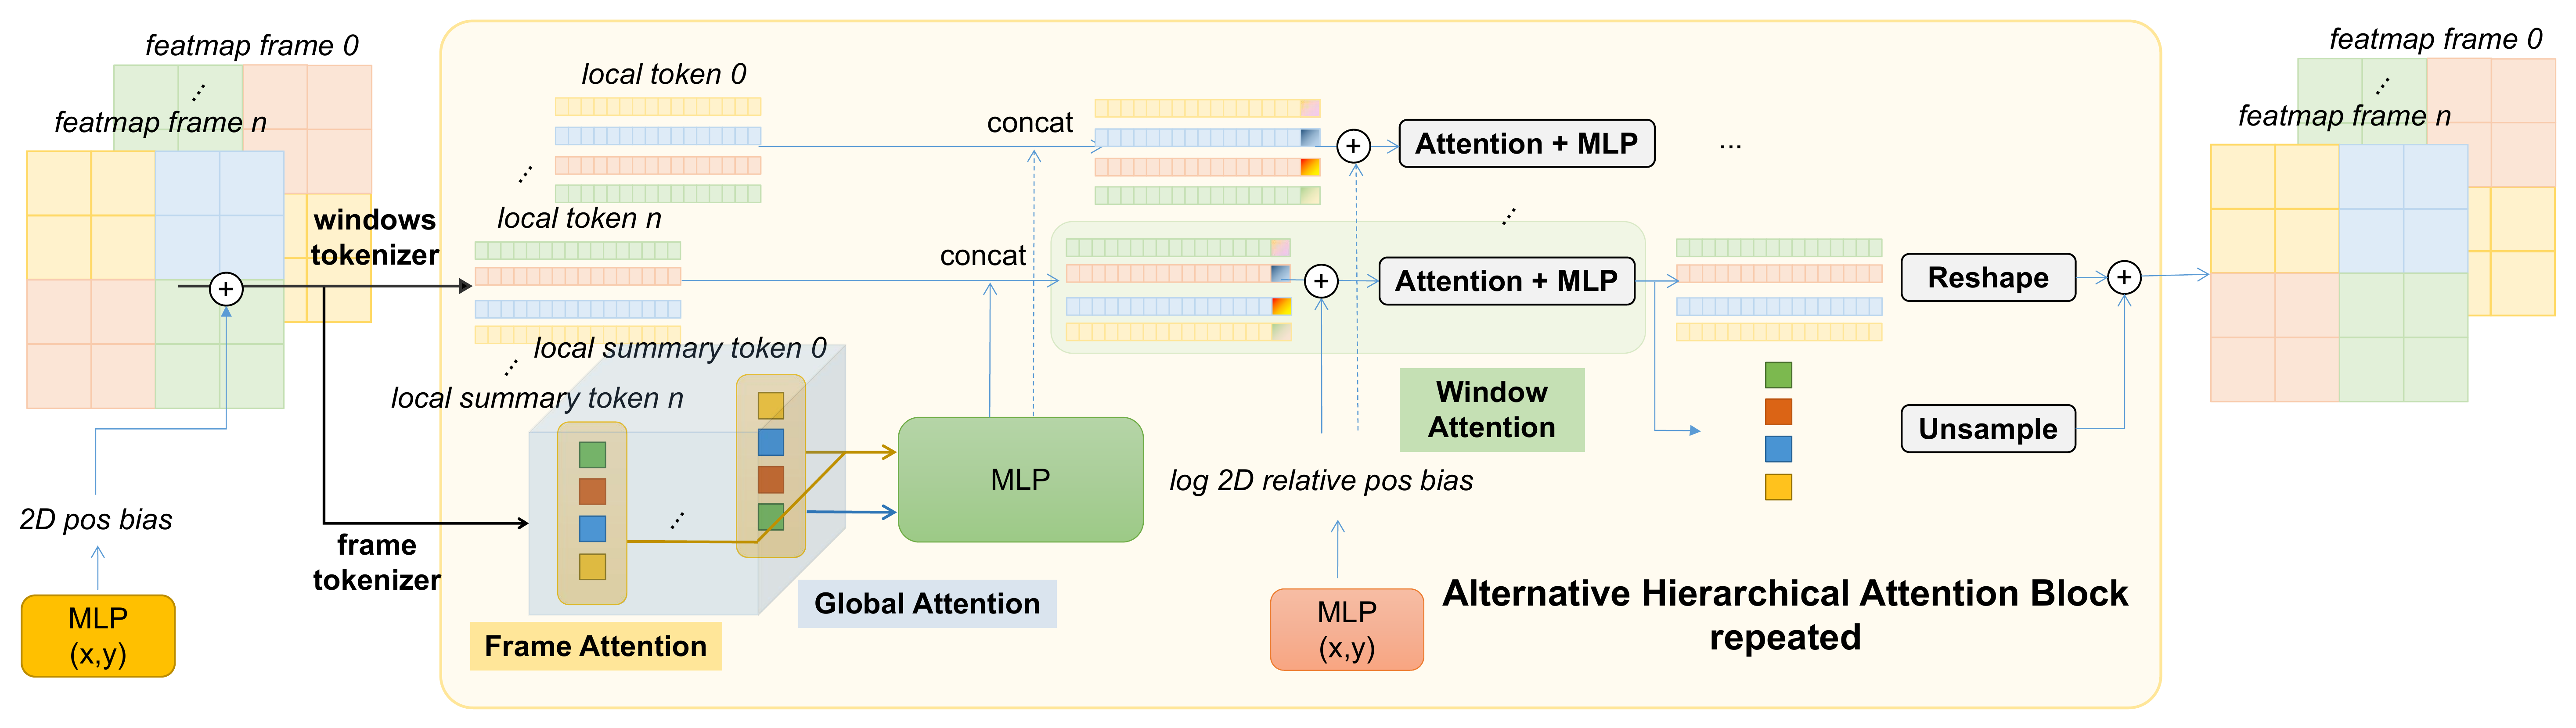 featmap frame 0
featmap frame n
windows
tokenizer
2D pos bias
MLP
(x,y)
frame
tokenizer
local token 0
local token n
local summary token 0
local summary token n
Frame Attention
Global Attention
MLP
concat
concat
+
+
+
Attention + MLP
...
Attention + MLP
Window
Attention
log 2D relative pos bias
MLP
(x,y)
Reshape
Unsample
+
Alternative Hierarchical Attention Block
repeated
featmap frame 0
featmap frame n